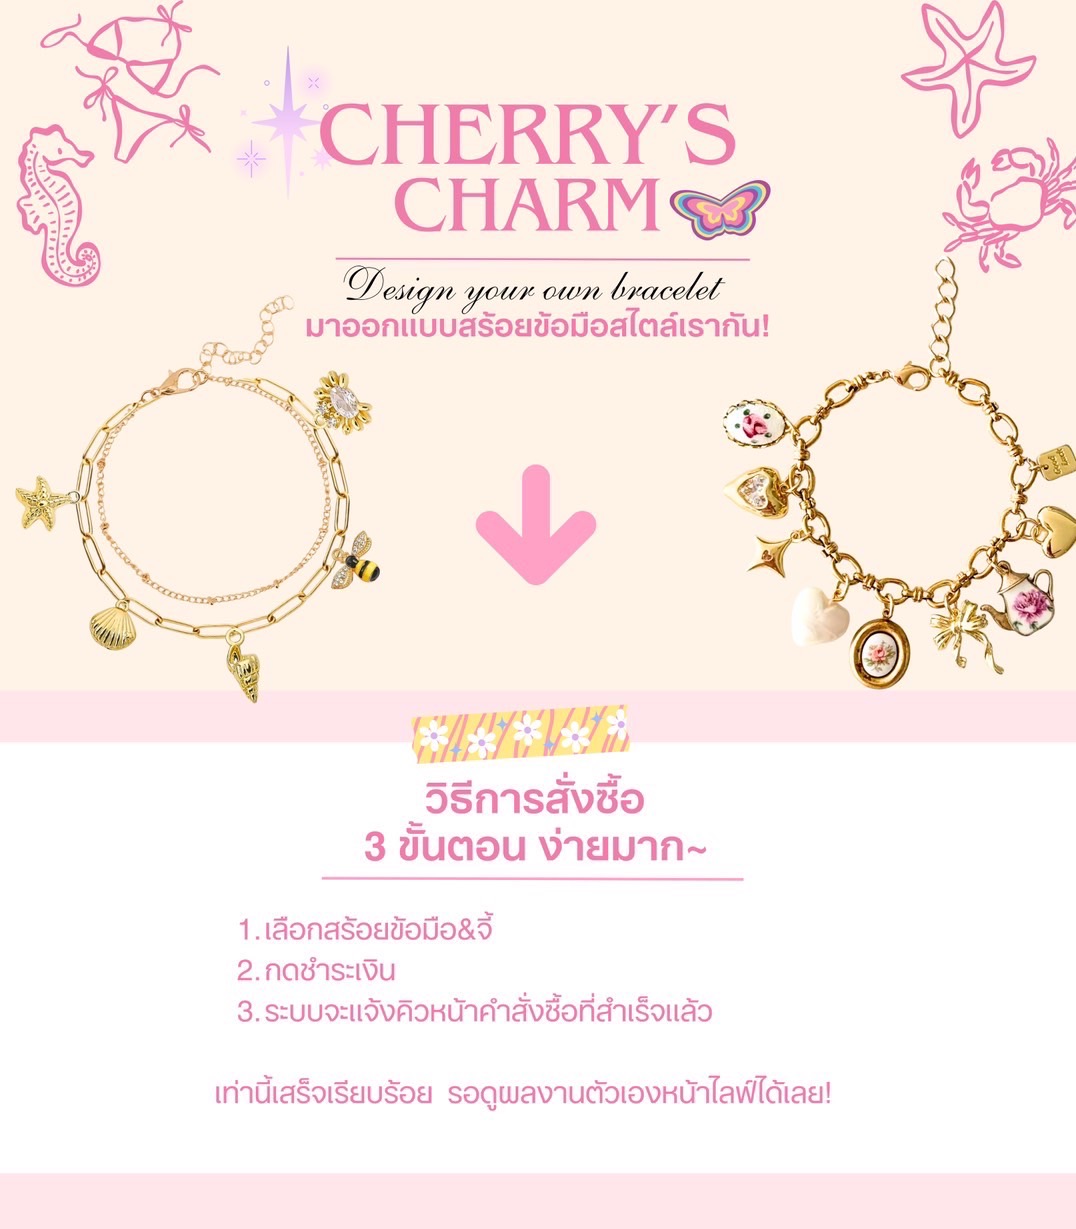 CHERRY'S
CHARM
Design your own bracelet
มาออกแบบสร้อยข้อมือสไตล์เรากัน!
วิธีการสั่งซื้อ
3 ขั้นตอน ง่ายมาก~
1. เลือกสร้อยข้อมือ&จี้
2. กดชำระเงิน
3. ระบบจะแจ้งคิวหน้าคำสั่งซื้อที่สำเร็จแล้ว
เท่านี้เสร็จเรียบร้อย รอดูผลงานตัวเองหน้าไลฟ์ได้เลย!